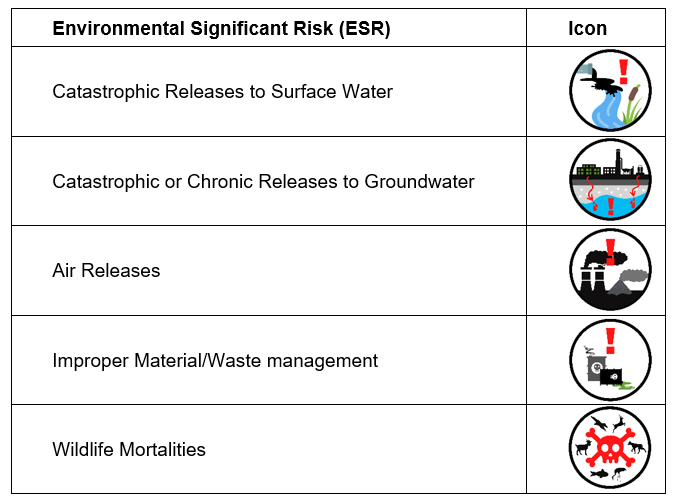 Environmental Significant Risk (ESR) Icon
Catastrophic Releases to Surface Water
Catastrophic or Chronic Releases to Groundwater
Air Releases
Improper Material/Waste management
Wildlife Mortalities